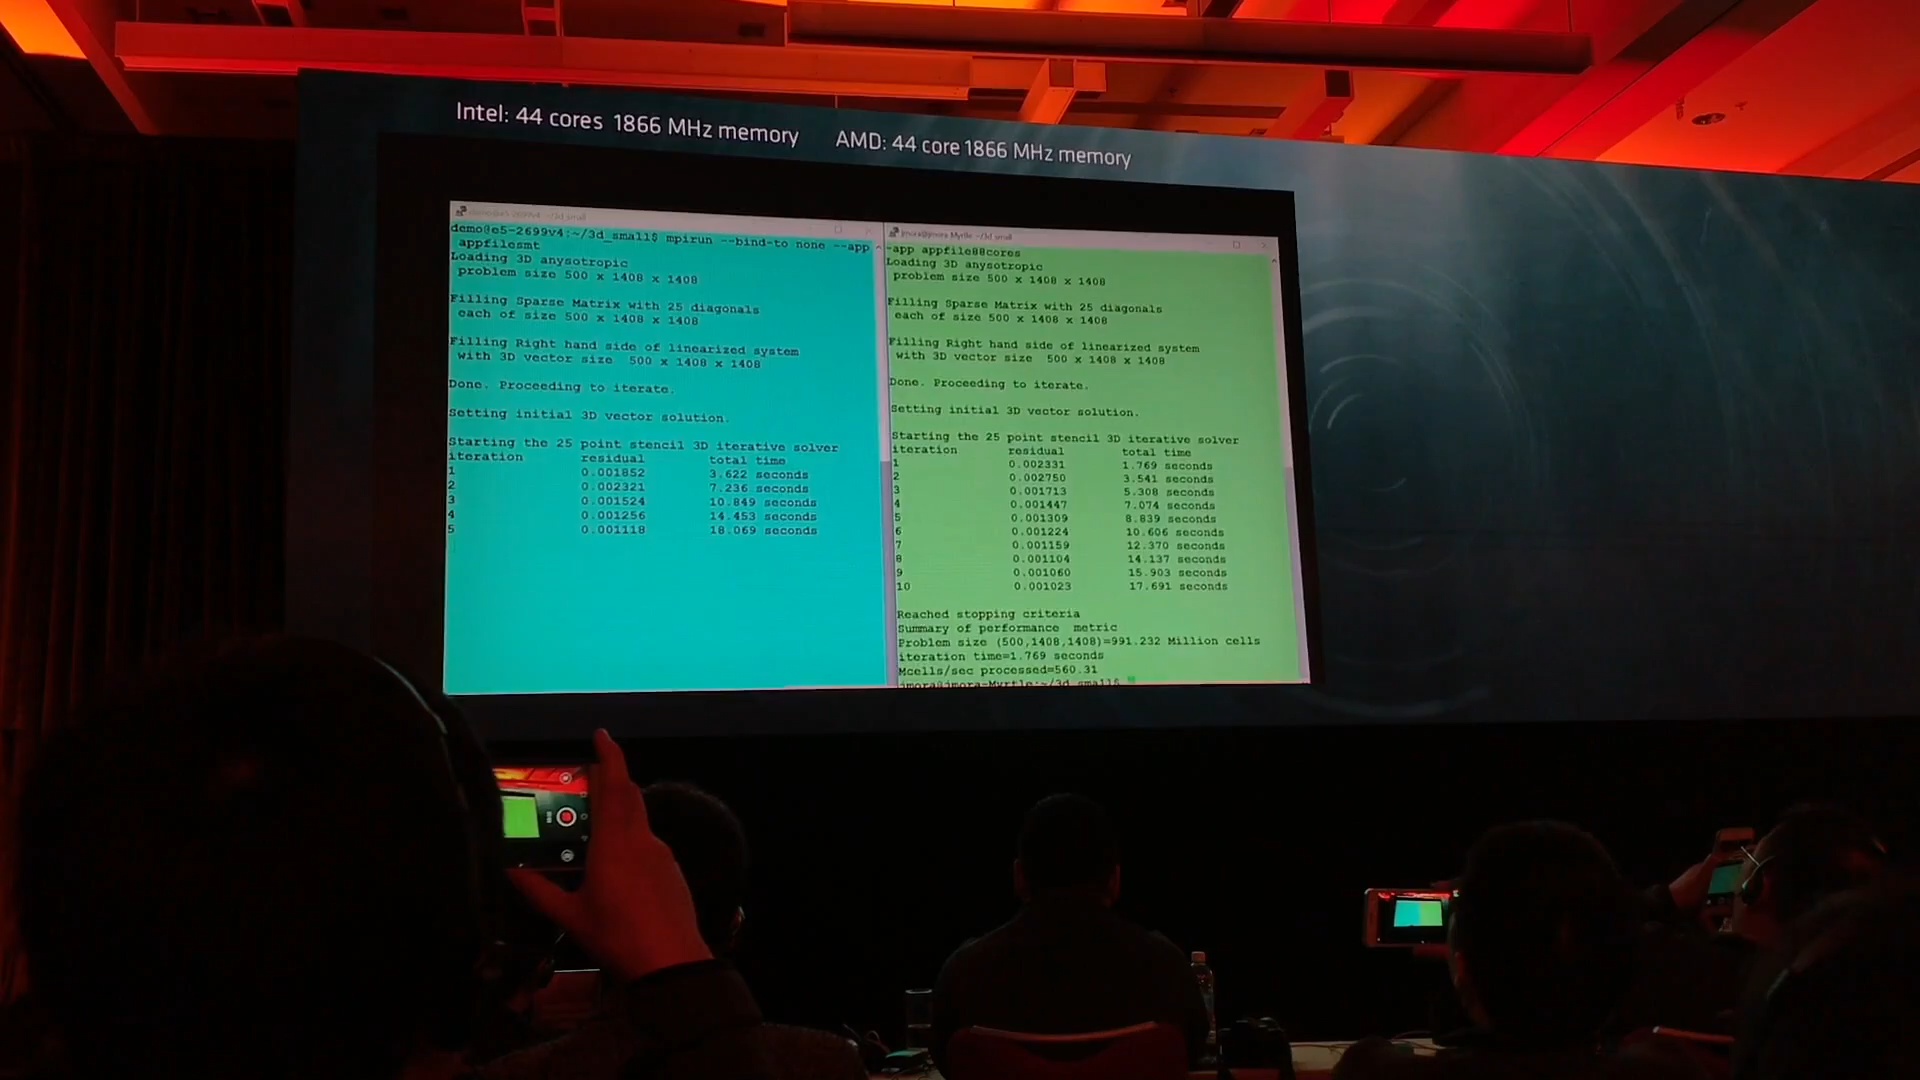 Intel: 44 cores 1866 MHz memory
AMD: 44 core 1866 MHz memory
demo@e5-2699v4: ~/3d_small
demo@e5-2699v4:~/3d_small$ mpirun --bind-to none --app
appfilesmt
Loading 3D anysotropic
problem size 500 x 1408 x 1408
Filling Sparse Matrix with 25 diagonals
each of size 500 x 1408 x 1408
Filling Right hand side of linearized system
with 3D vector size 500 x 1408 x 1408
Done. Proceeding to iterate.
Setting initial 3D vector solution.
Starting the 25 point stencil 3D iterative solver
iteration residual total time
1 0.001852 3.622 seconds
2 0.002321 7.236 seconds
3 0.001524 10.849 seconds
4 0.001256 14.453 seconds
5 0.001118 18.069 seconds
jmora@jmora-Myrtle: ~/3d_small
-app appfile88cores
Loading 3D anysotropic
problem size 500 x 1408 x 1408
Filling Sparse Matrix with 25 diagonals
each of size 500 x 1408 x 1408
Filling Right hand side of linearized system
with 3D vector size 500 x 1408 x 1408
Done. Proceeding to iterate.
Setting initial 3D vector solution.
Starting the 25 point stencil 3D iterative solver
iteration residual total time
1 0.002331 1.769 seconds
2 0.002750 3.541 seconds
3 0.001713 5.308 seconds
4 0.001447 7.074 seconds
5 0.001309 8.839 seconds
6 0.001224 10.606 seconds
7 0.001159 12.370 seconds
8 0.001104 14.137 seconds
9 0.001060 15.903 seconds
10 0.001023 17.691 seconds
Reached stopping criteria
Summary of performance metric
Problem size (500,1408,1408)=991.232 Million cells
iteration time=1.769 seconds
Mcells/sec processed=560.31
jmora@jmora-Myrtle:~/3d_small$